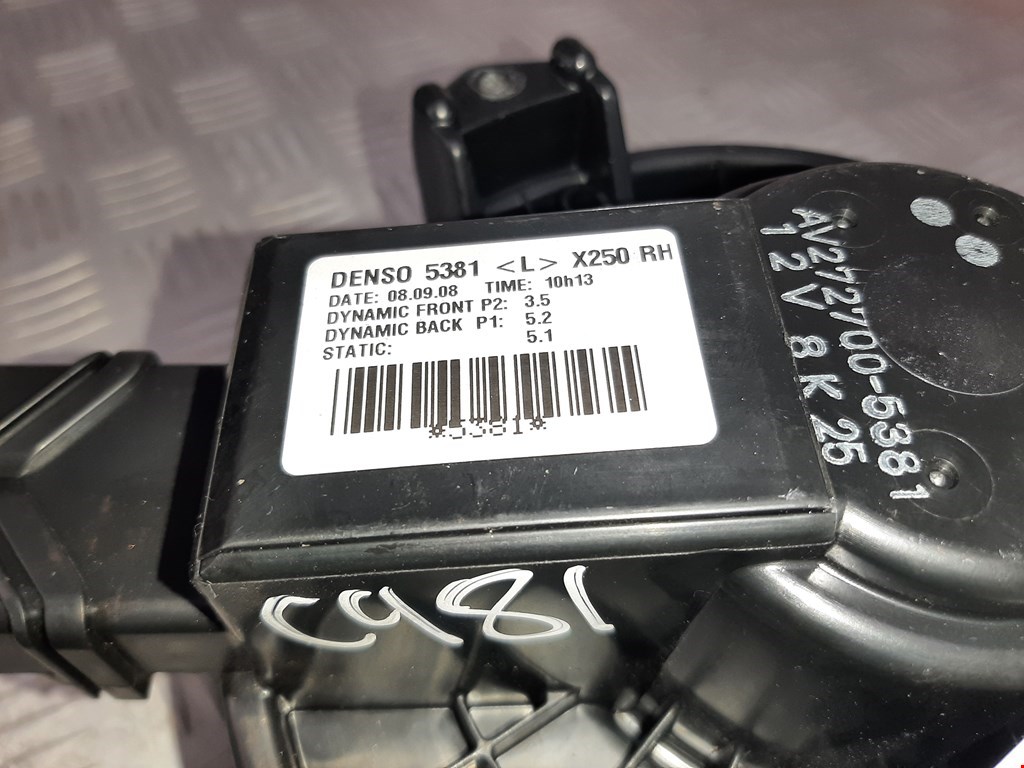 DENSO 5381 <L> X250 RH
DATE: 08.09.08 TIME: 10h13
DYNAMIC FRONT P2: 3.5
DYNAMIC BACK P1: 5.2
STATIC: 5.1
*5381*
AV272700-5381
12V 8K25
C481